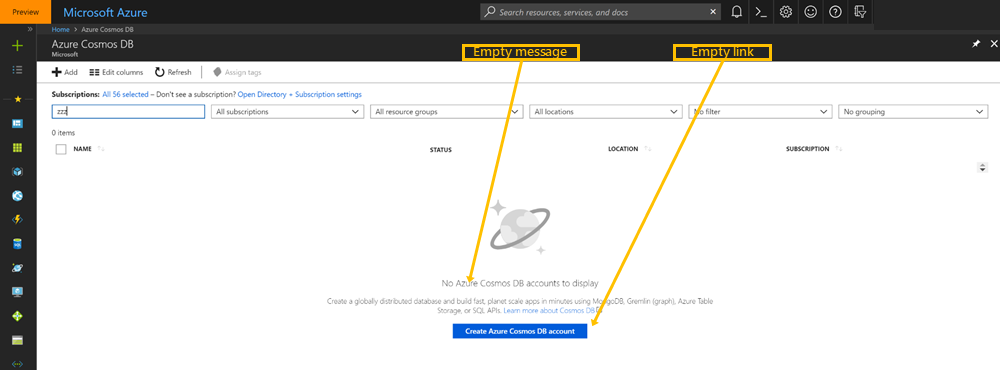 Preview
Microsoft Azure
Search resources, services, and docs
Home > Azure Cosmos DB
Azure Cosmos DB
Microsoft
Empty message
Empty link
Add
Edit columns
Refresh
Assign tags
Subscriptions: All 56 selected – Don't see a subscription? Open Directory + Subscription settings
zzz
All subscriptions
All resource groups
All locations
No filter
No grouping
0 items
NAME
STATUS
LOCATION
SUBSCRIPTION
No Azure Cosmos DB accounts to display
Create a globally distributed database and build fast, planet scale apps in minutes using MongoDB, Gremlin (graph), Azure Table
Storage, or SQL APIs. Learn more about Cosmos DB
Create Azure Cosmos DB account